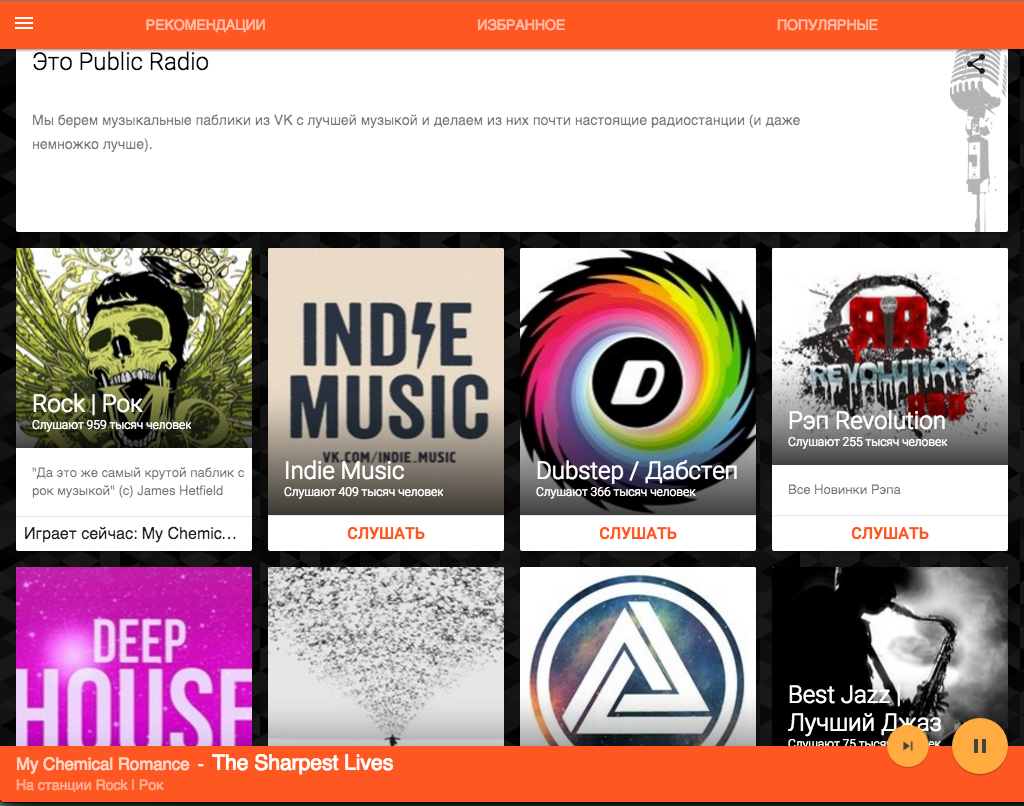 РЕКОМЕНДАЦИИ
ИЗБРАННОЕ
ПОПУЛЯРНЫЕ
Это Public Radio
Мы берем музыкальные паблики из VK с лучшей музыкой и делаем из них почти настоящие радиостанции (и даже
немножко лучше).
Rock | Рок
Слушают 959 тысяч человек
"Да это же самый крутой паблик с
рок музыкой" (c) James Hetfield
Играет сейчас: My Chemic...
INDIE
MUSIC
VK.COM/INDIE_MUSIC
Indie Music
Слушают 409 тысяч человек
СЛУШАТЬ
D
Dubstep / Дабстеп
Слушают 366 тысяч человек
СЛУШАТЬ
REVOLUTION
РЭП
Рэп Revolution
Слушают 255 тысяч человек
Все Новинки Рэпа
СЛУШАТЬ
DEEP
HOUSE
Best Jazz |
Лучший Джаз
Слушают 75 тысяч человек
My Chemical Romance - The Sharpest Lives
На станции Rock | Рок